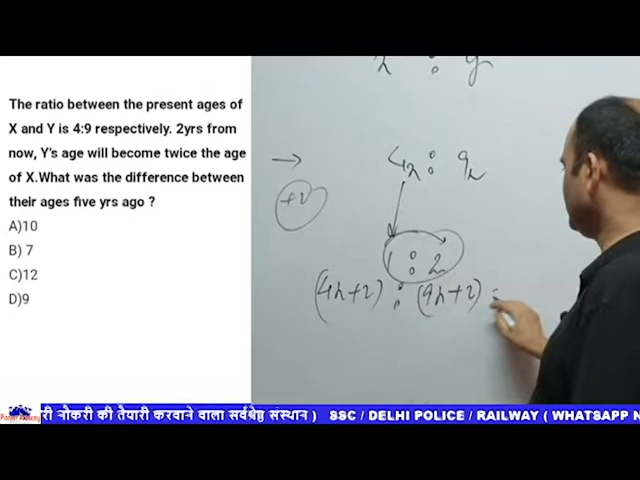 The ratio between the present ages of
X and Y is 4:9 respectively. 2yrs from
now, Y's age will become twice the age
of X.What was the difference between
their ages five yrs ago ?
A)10
B) 7
C)12
D)9
x : y
→ 4x : 9x
+2
1 : 2
(4x+2) : (9x+2) =
Pioneer Academy
री नौकरी की तैयारी करवाने वाला सर्वश्रेष्ठ संस्थान ) SSC / DELHI POLICE / RAILWAY ( WHATSAPP N